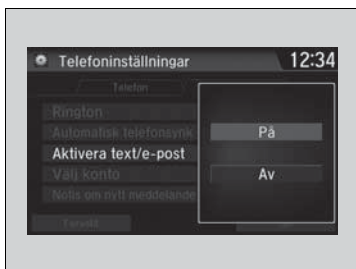 Telefoninställningar 12:34
Telefon
Rington
Automatisk telefonsynk
Aktivera text/e-post
Välj konto
Notis om nytt meddelande
På
Av